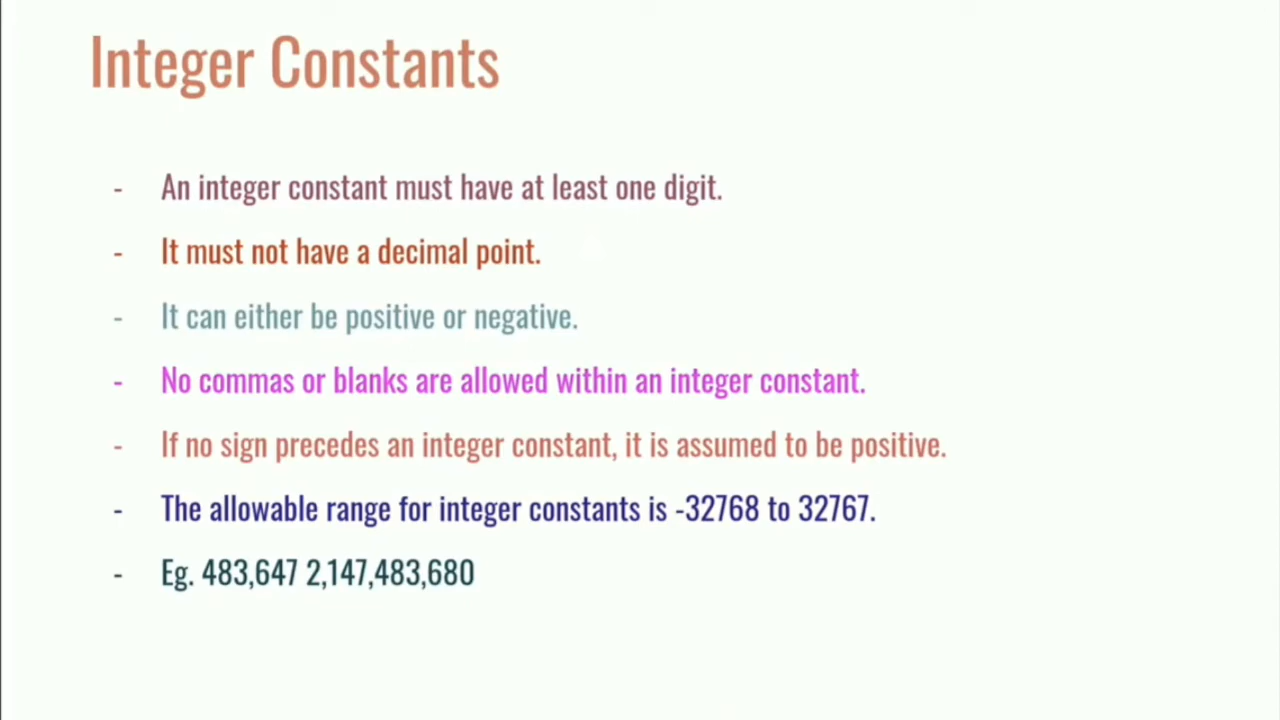 Integer Constants
- An integer constant must have at least one digit.
- It must not have a decimal point.
- It can either be positive or negative.
- No commas or blanks are allowed within an integer constant.
- If no sign precedes an integer constant, it is assumed to be positive.
- The allowable range for integer constants is -32768 to 32767.
- Eg. 483,647 2,147,483,680